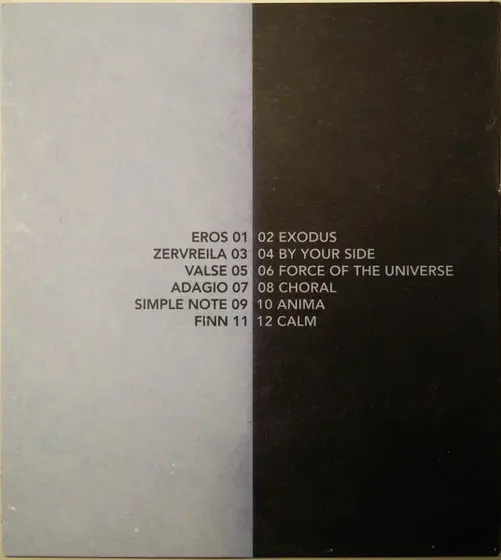 EROS 01 02 EXODUS
ZERVREILA 03 04 BY YOUR SIDE
VALSE 05 06 FORCE OF THE UNIVERSE
ADAGIO 07 08 CHORAL
SIMPLE NOTE 09 10 ANIMA
FINN 11 12 CALM